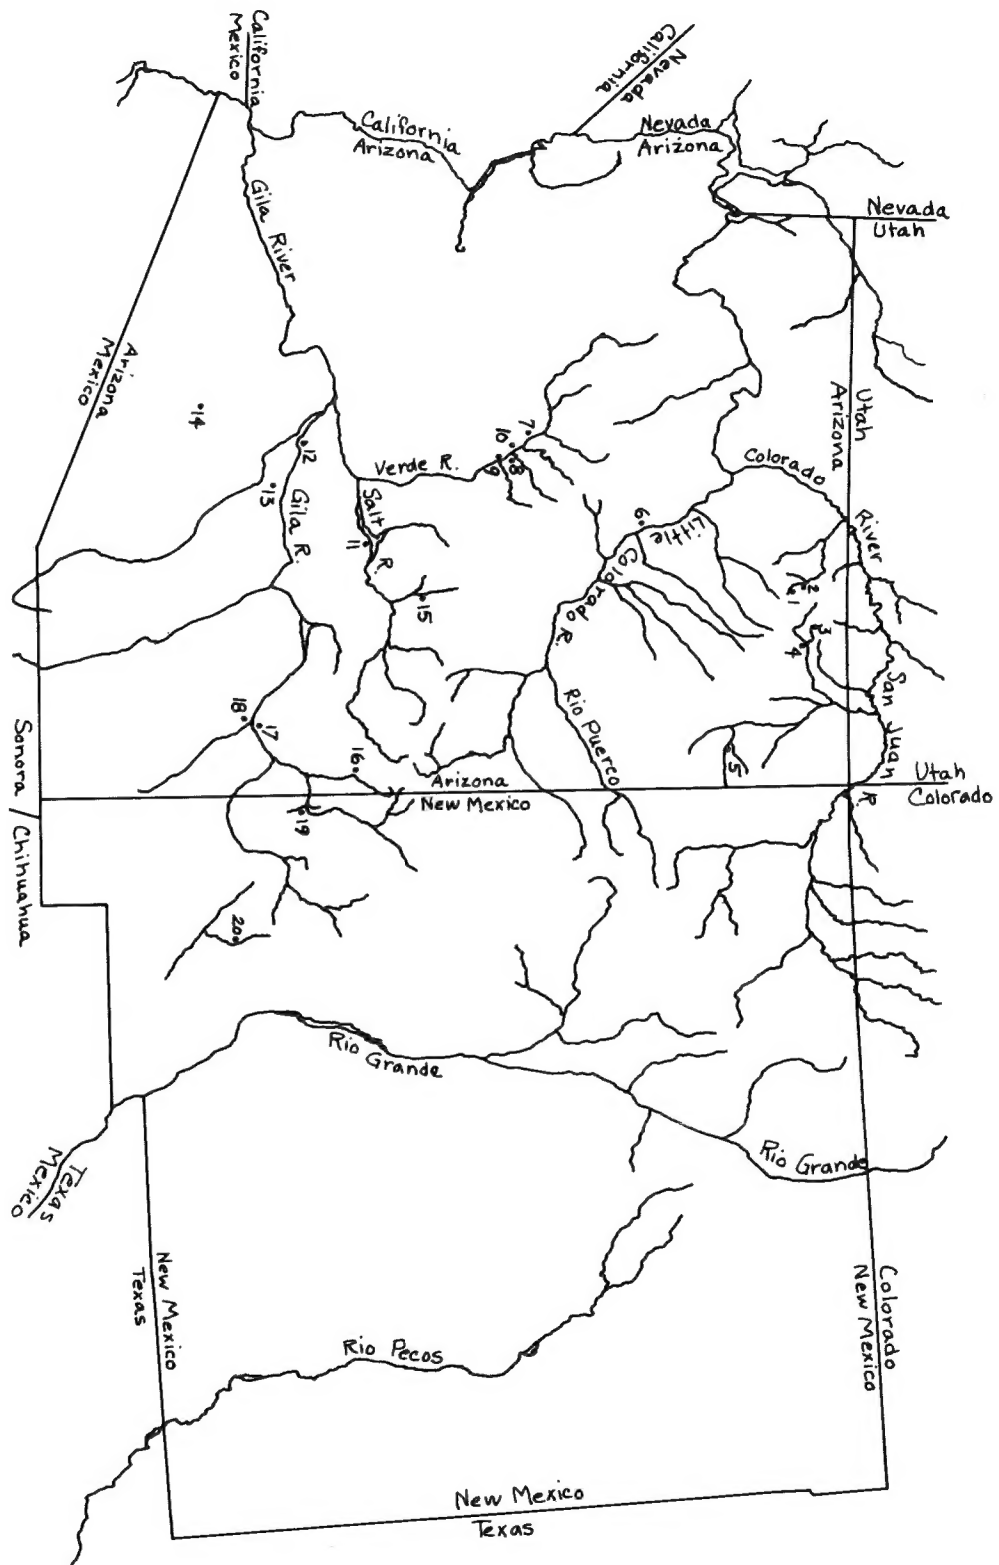 California
Mexico
California
Nevada
California
Arizona
Nevada
Arizona
Nevada
Utah
Gila River
Arizona
Mexico
Utah
Arizona
14
12
13
Gila R.
Verde R.
Salt
R.
11
10
7
8
9
6
Little
Colorado R.
Colorado
River
2
1
3
4
15
San Juan
R.
18
17
16
Rio Puerco
5
Arizona
New Mexico
Utah
Colorado
Sonora / Chihuahua
19
20
Rio Grande
Rio Grande
Texas
Mexico
New Mexico
Texas
Rio Pecos
Colorado
New Mexico
New Mexico
Texas